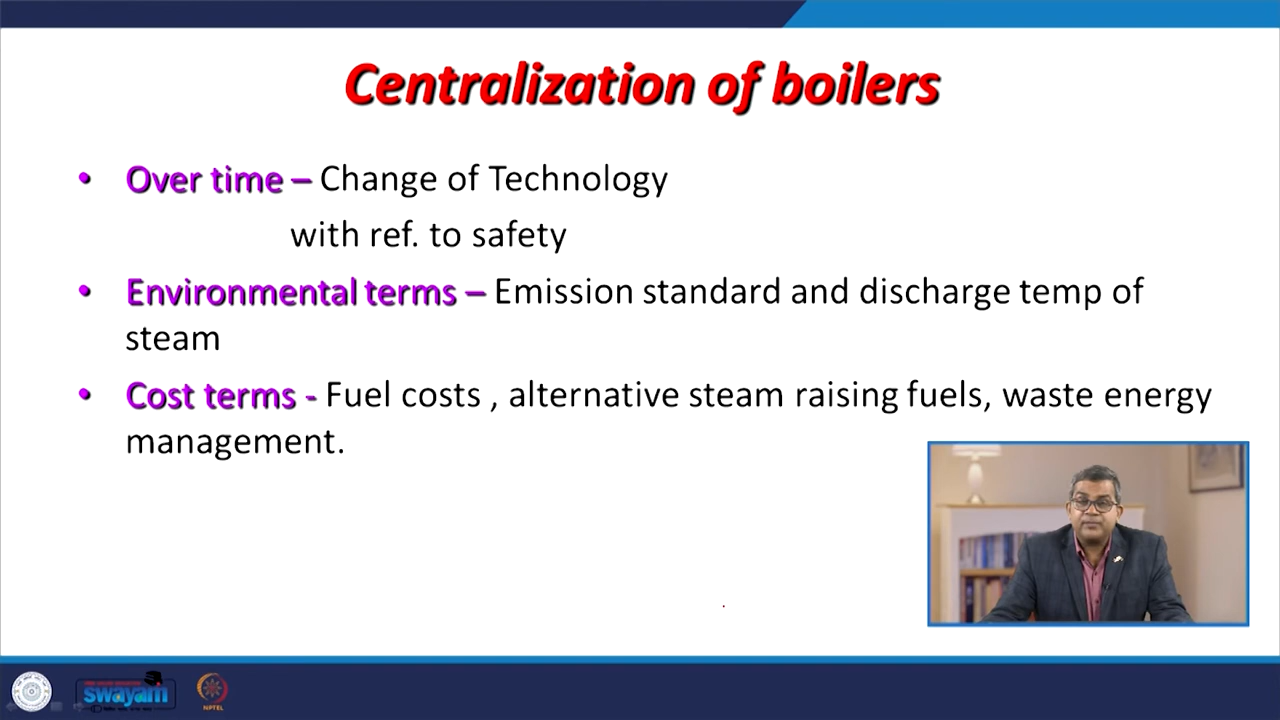 Centralization of boilers
• Over time – Change of Technology
with ref. to safety
• Environmental terms – Emission standard and discharge temp of
steam
• Cost terms - Fuel costs , alternative steam raising fuels, waste energy
management.
swayam
NPTEL